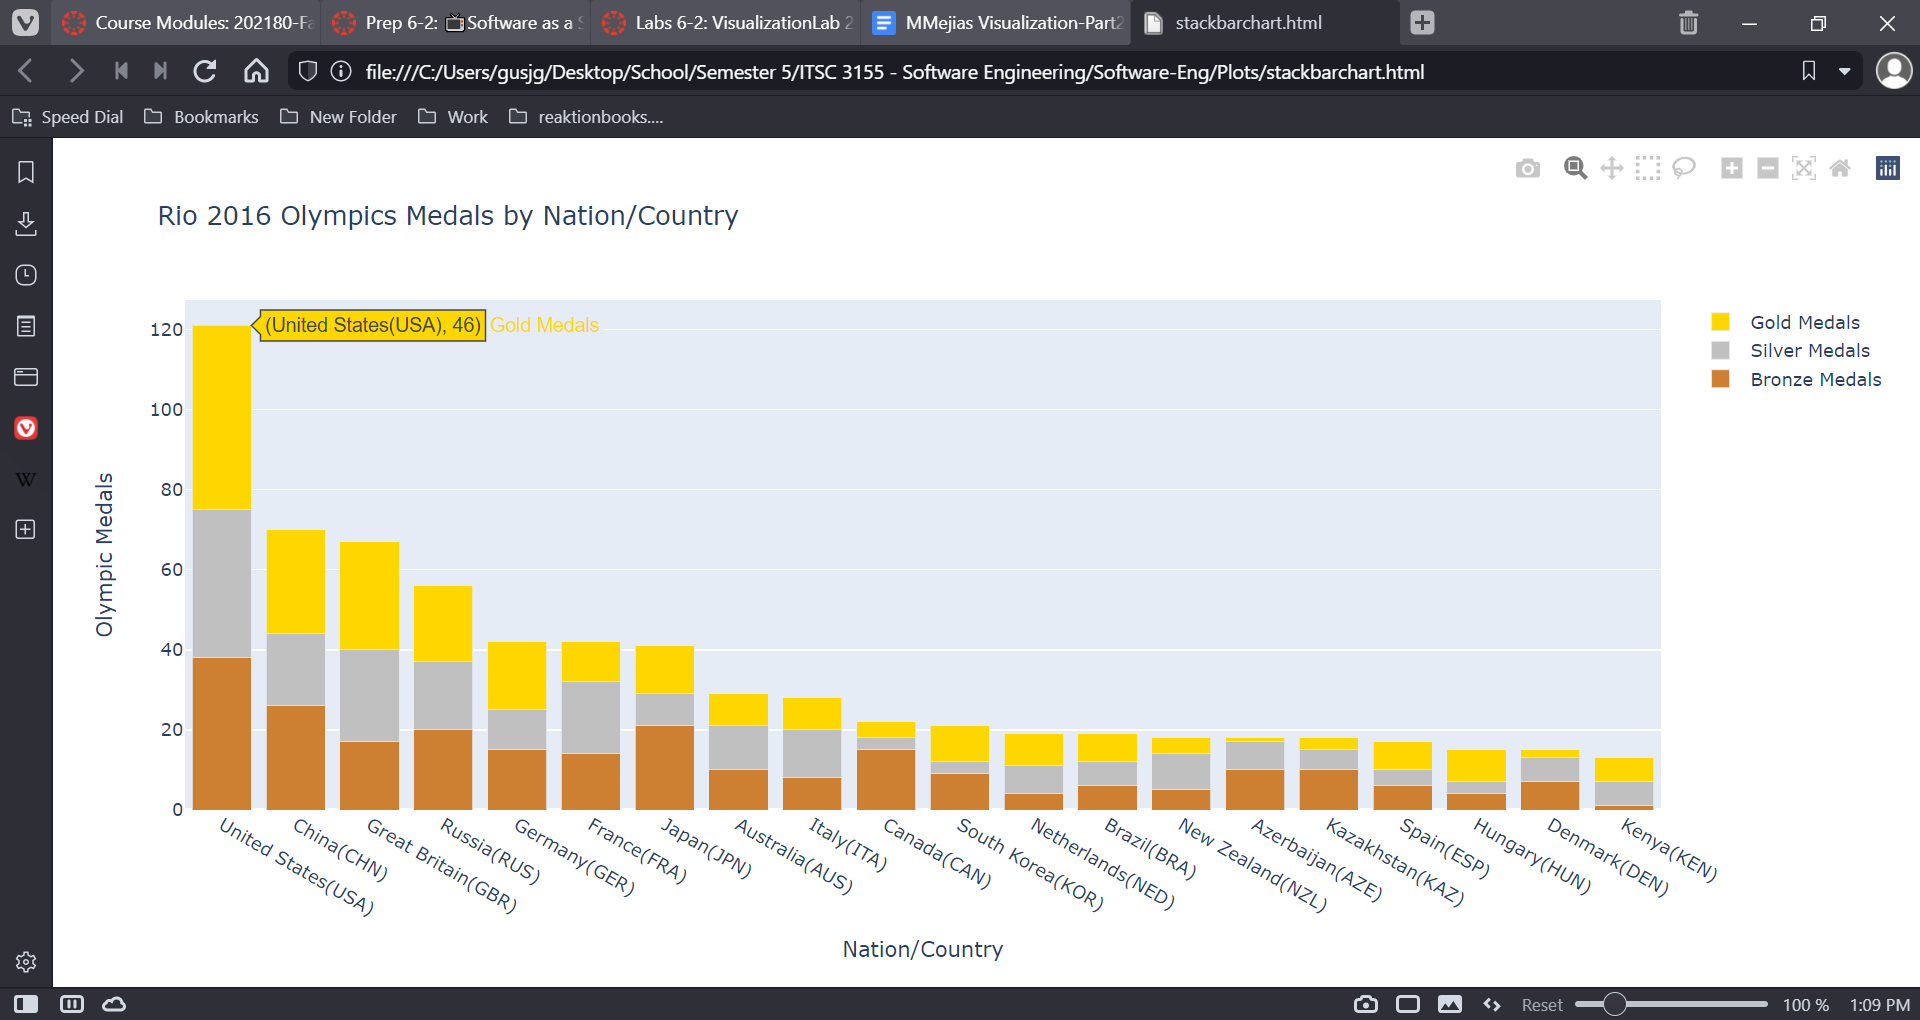 Course Modules: 202180-Fa
Prep 6-2: 📺Software as a S
Labs 6-2: VisualizationLab 2
MMejias Visualization-Part2
stackbarchart.html
file:///C:/Users/gusjg/Desktop/School/Semester 5/ITSC 3155 - Software Engineering/Software-Eng/Plots/stackbarchart.html
Speed Dial
Bookmarks
New Folder
Work
reaktionbooks....
W
Rio 2016 Olympics Medals by Nation/Country
(United States(USA), 46) Gold Medals
Gold Medals
Silver Medals
Bronze Medals
Olympic Medals
120
100
80
60
40
20
0
United States(USA)
China(CHN)
Great Britain(GBR)
Russia(RUS)
Germany(GER)
France(FRA)
Japan(JPN)
Australia(AUS)
Italy(ITA)
Canada(CAN)
South Korea(KOR)
Netherlands(NED)
Brazil(BRA)
New Zealand(NZL)
Azerbaijan(AZE)
Kazakhstan(KAZ)
Spain(ESP)
Hungary(HUN)
Denmark(DEN)
Kenya(KEN)
Nation/Country
Reset
100 %
1:09 PM